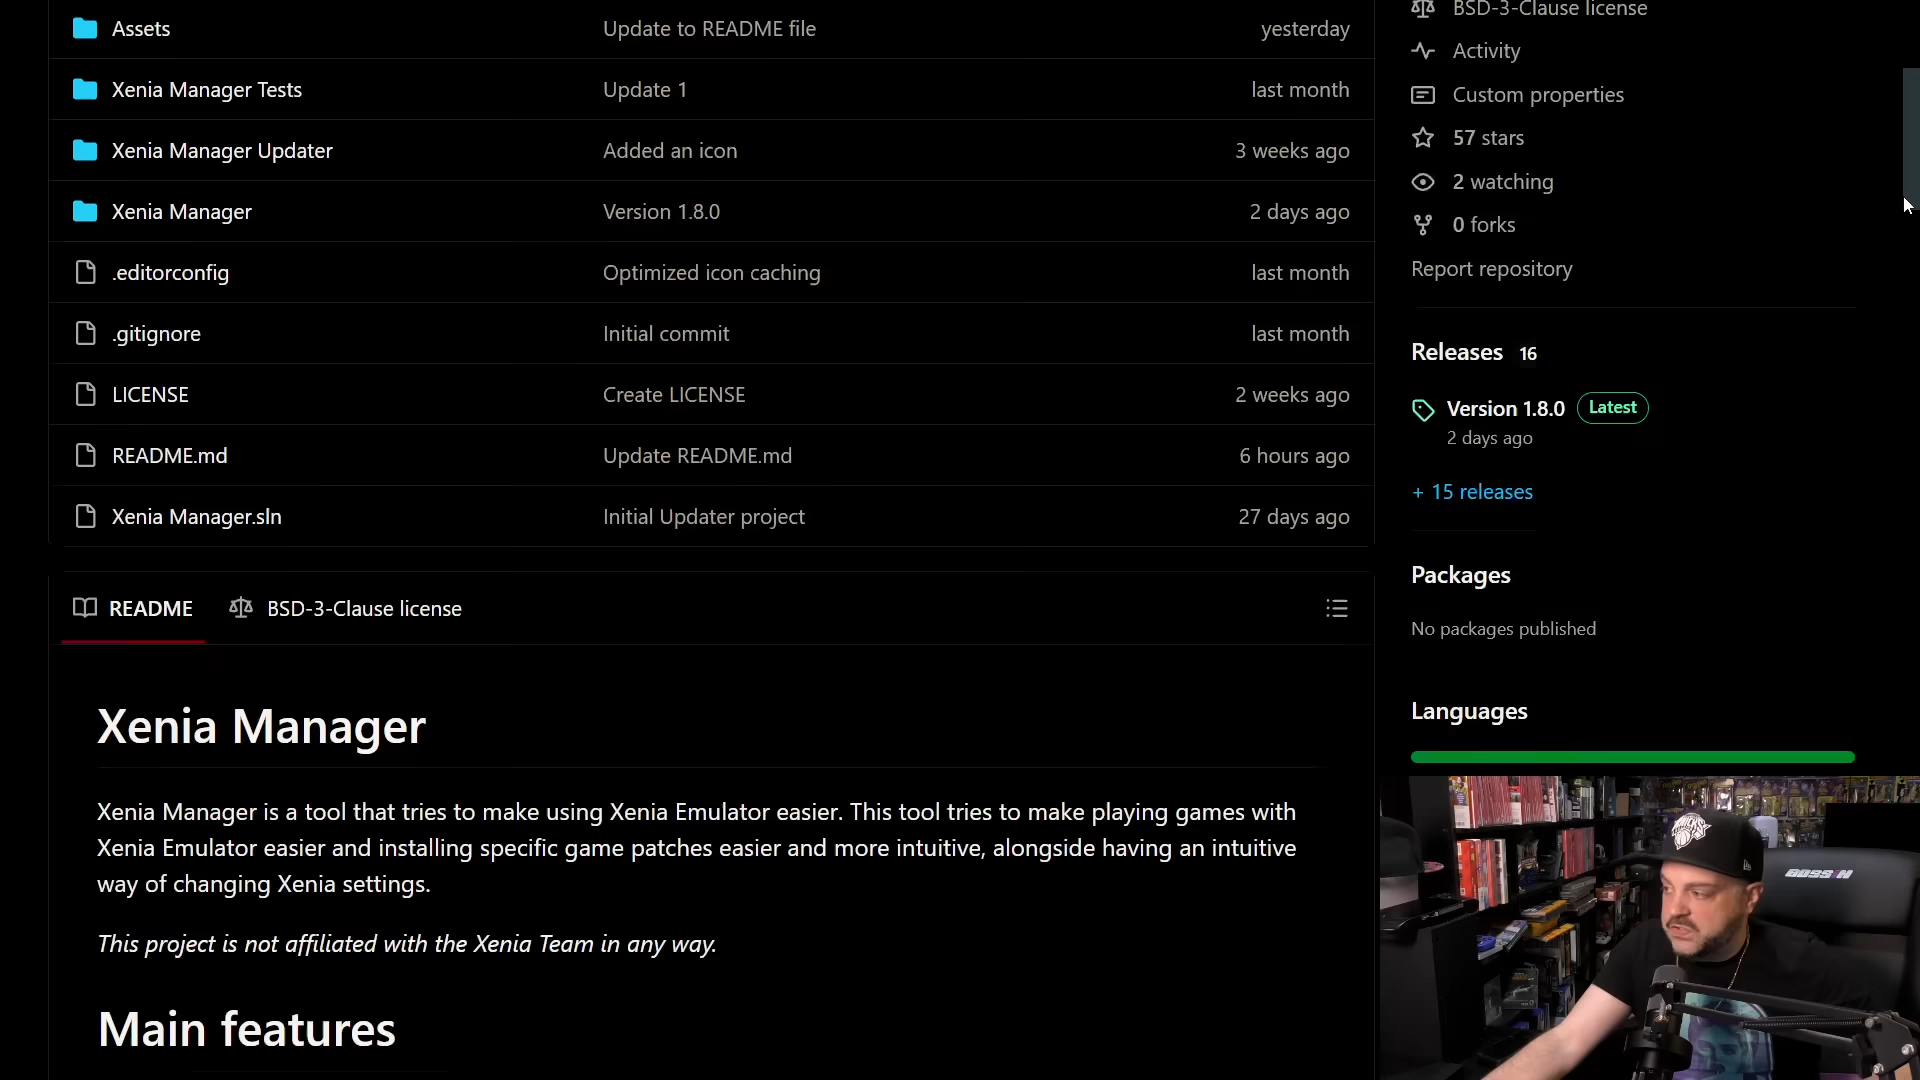 Assets Update to README file yesterday
Xenia Manager Tests Update 1 last month
Xenia Manager Updater Added an icon 3 weeks ago
Xenia Manager Version 1.8.0 2 days ago
.editorconfig Optimized icon caching last month
.gitignore Initial commit last month
LICENSE Create LICENSE 2 weeks ago
README.md Update README.md 6 hours ago
Xenia Manager.sln Initial Updater project 27 days ago
README BSD-3-Clause license
Xenia Manager
Xenia Manager is a tool that tries to make using Xenia Emulator easier. This tool tries to make playing games with
Xenia Emulator easier and installing specific game patches easier and more intuitive, alongside having an intuitive
way of changing Xenia settings.
This project is not affiliated with the Xenia Team in any way.
Main features
BSD-3-Clause license
Activity
Custom properties
57 stars
2 watching
0 forks
Report repository
Releases 16
Version 1.8.0 Latest
2 days ago
+ 15 releases
Packages
No packages published
Languages